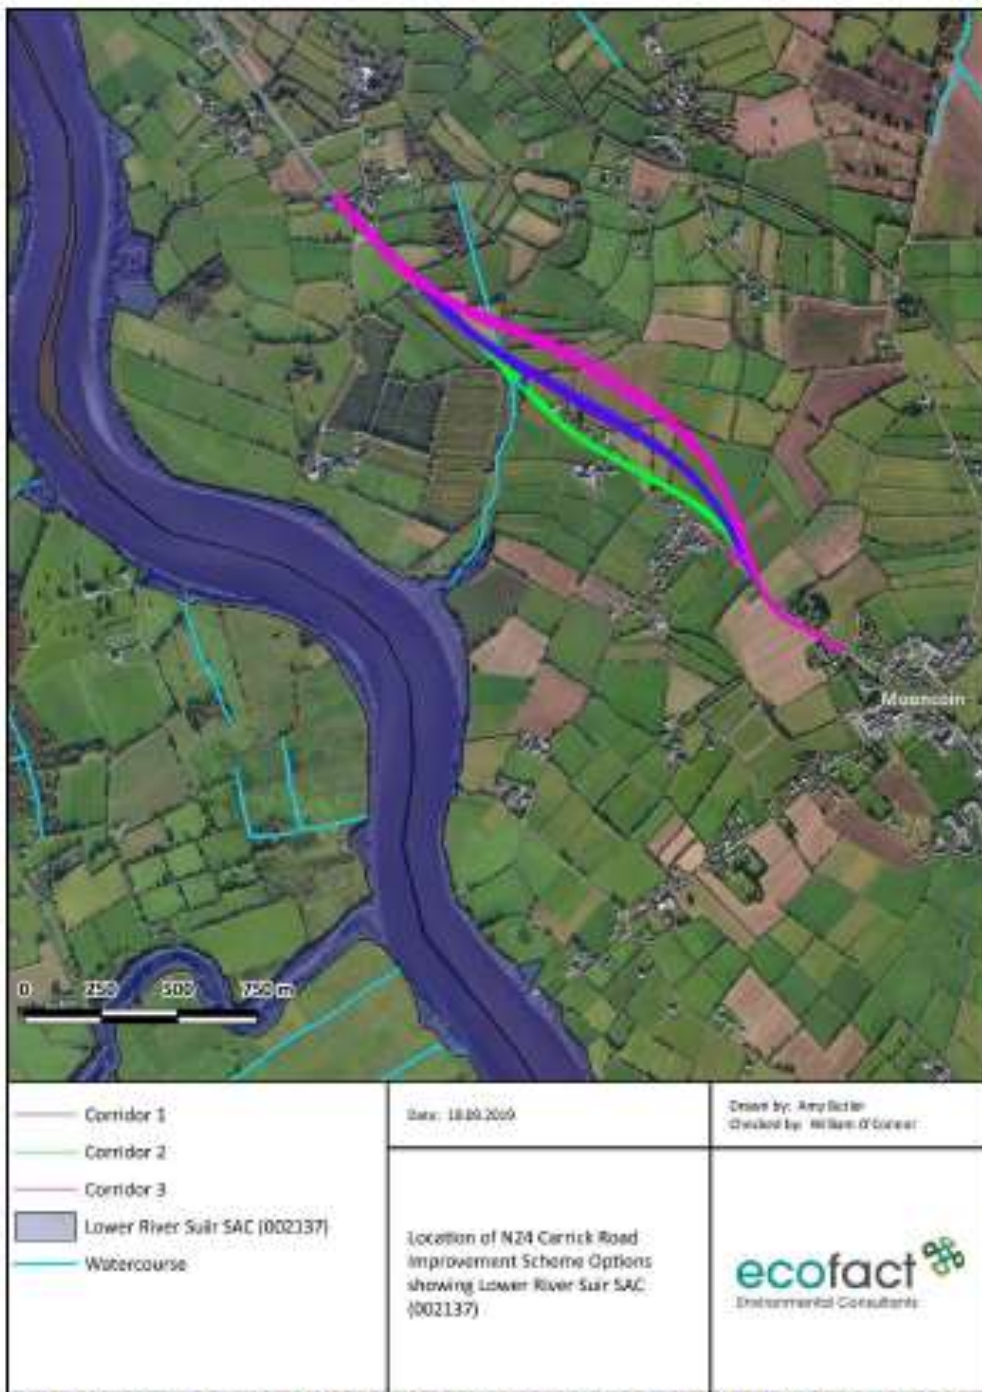 Mooncoin
0 250 500 750 m
Corridor 1
Corridor 2
Corridor 3
Lower River Suir SAC (002137)
Watercourse
Date: 18.09.2019
Drawn by: Amy Butler
Checked by: William O'Connor
Location of N24 Carrick Road
Improvement Scheme Options
showing Lower River Suir SAC
(002137)
ecofact
Environmental Consultants